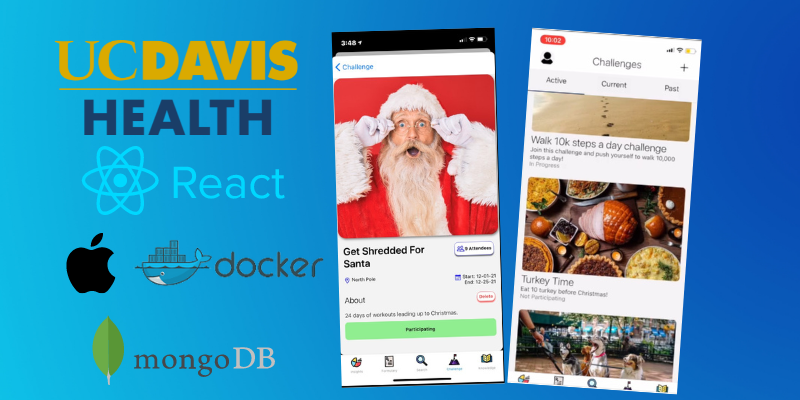 UCDAVIS
HEALTH
React
docker
mongoDB
3:48
Challenge
Get Shredded For
Santa
9 Attendees
North Pole
Start: 12-01-21
End: 12-25-21
About
Delete
24 days of workouts leading up to Christmas.
Participating
Search
Challenges
Knowledge
10:02
Challenges
+
Active
Current
Past
Walk 10k steps a day challenge
Join this challenge and push yourself to walk 10,000
steps a day!
In Progress
Turkey Time
Eat 10 turkey before Christmas!
Not Participating